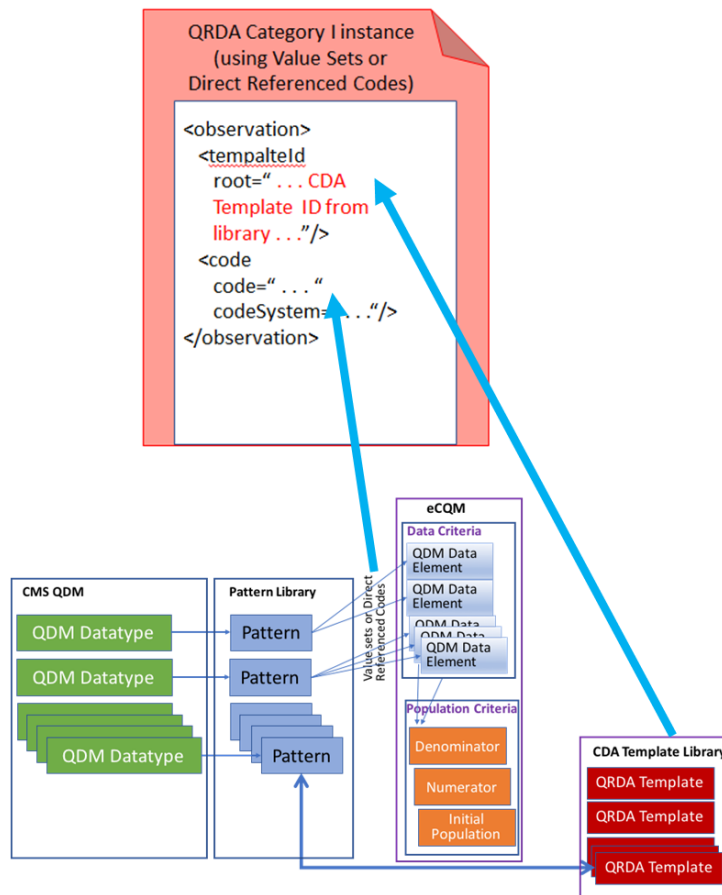 QRDA Category I instance
(using Value Sets or
Direct Referenced Codes)
<observation>
<tempalteId
root=“ . . . CDA
Template ID from
library . . .”/>
<code
code=“ . . . “
codeSystem= . . .“/>
</observation>
eCQM
Data Criteria
QDM Data
Element
QDM Data
Element
QDM Data
QDM Data
Element
Value sets or Direct
Referenced Codes
CMS QDM
Pattern Library
QDM Datatype
Pattern
QDM Datatype
Pattern
QDM Datatype
Pattern
Population Criteria
Denominator
Numerator
Initial
Population
CDA Template Library
QRDA Template
QRDA Template
QRDA Template